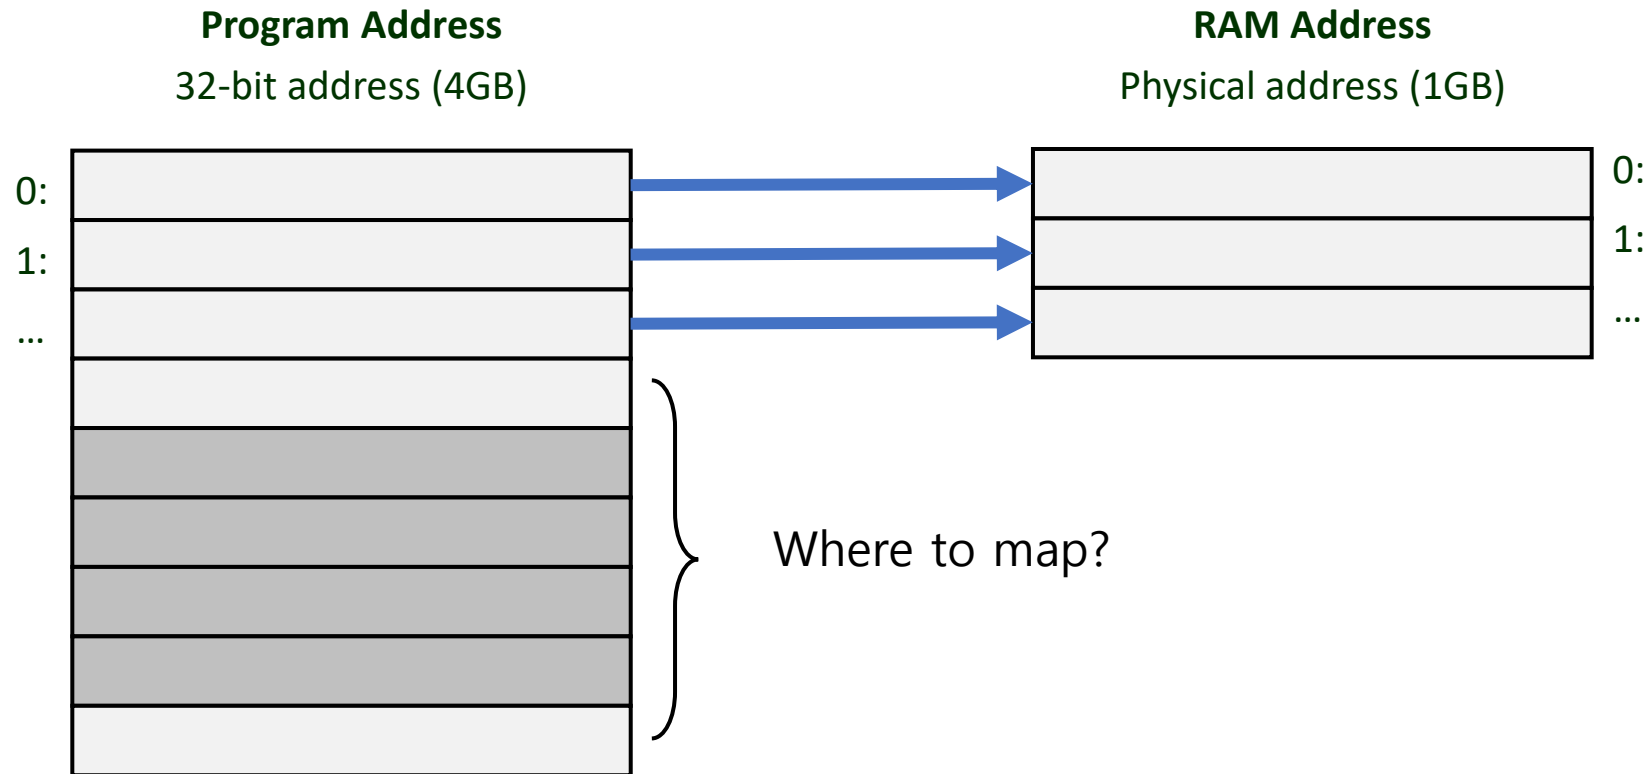 Program Address
32-bit address (4GB)
RAM Address
Physical address (1GB)
0:
1:
...
0:
1:
...
Where to map?